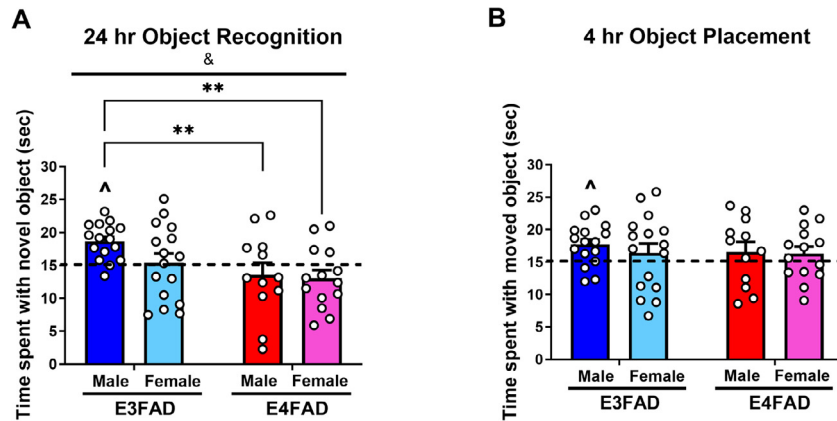 A
24 hr Object Recognition
&
**
**
Time spent with novel object (sec)
30
25
20
15
10
5
0
^
Male Female Male Female
E3FAD E4FAD
B
4 hr Object Placement
Time spent with moved object (sec)
30
25
20
15
10
5
0
^
Male Female Male Female
E3FAD E4FAD